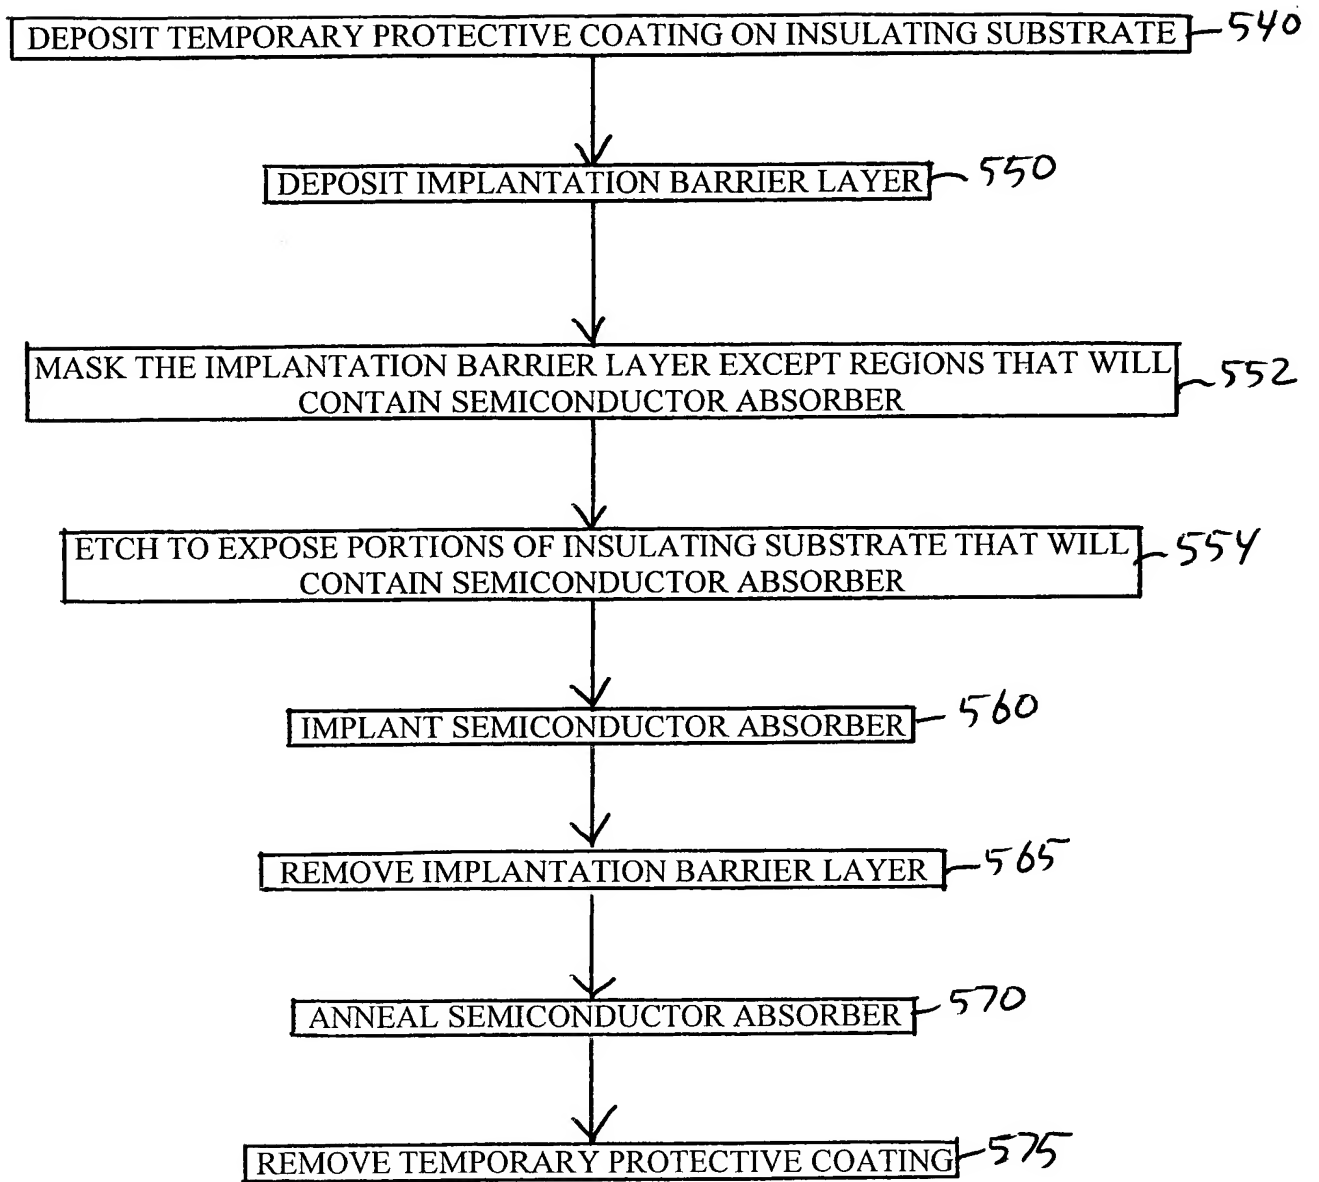 DEPOSIT TEMPORARY PROTECTIVE COATING ON INSULATING SUBSTRATE 540
DEPOSIT IMPLANTATION BARRIER LAYER 550
MASK THE IMPLANTATION BARRIER LAYER EXCEPT REGIONS THAT WILL
CONTAIN SEMICONDUCTOR ABSORBER 552
ETCH TO EXPOSE PORTIONS OF INSULATING SUBSTRATE THAT WILL
CONTAIN SEMICONDUCTOR ABSORBER 554
IMPLANT SEMICONDUCTOR ABSORBER 560
REMOVE IMPLANTATION BARRIER LAYER 565
ANNEAL SEMICONDUCTOR ABSORBER 570
REMOVE TEMPORARY PROTECTIVE COATING 575